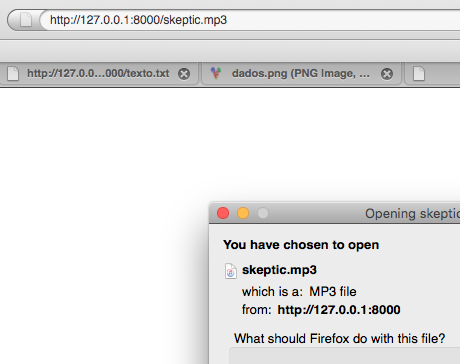 http://127.0.0.1:8000/skeptic.mp3
http://127.0.0...000/texto.txt dados.png (PNG Image, ...
Opening skeptic
You have chosen to open
skeptic.mp3
which is a: MP3 file
from: http://127.0.0.1:8000
What should Firefox do with this file?